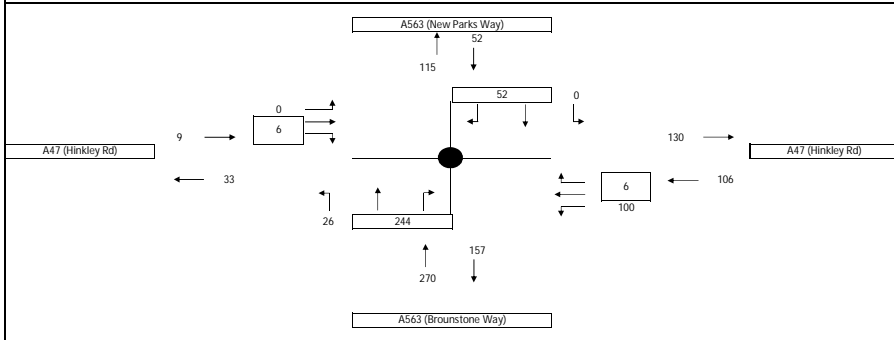 A563 (New Parks Way)
52
115
52 0
0
6
9 130
A47 (Hinkley Rd) A47 (Hinkley Rd)
33 6 106
100
26 244
157
270
A563 (Brounstone Way)